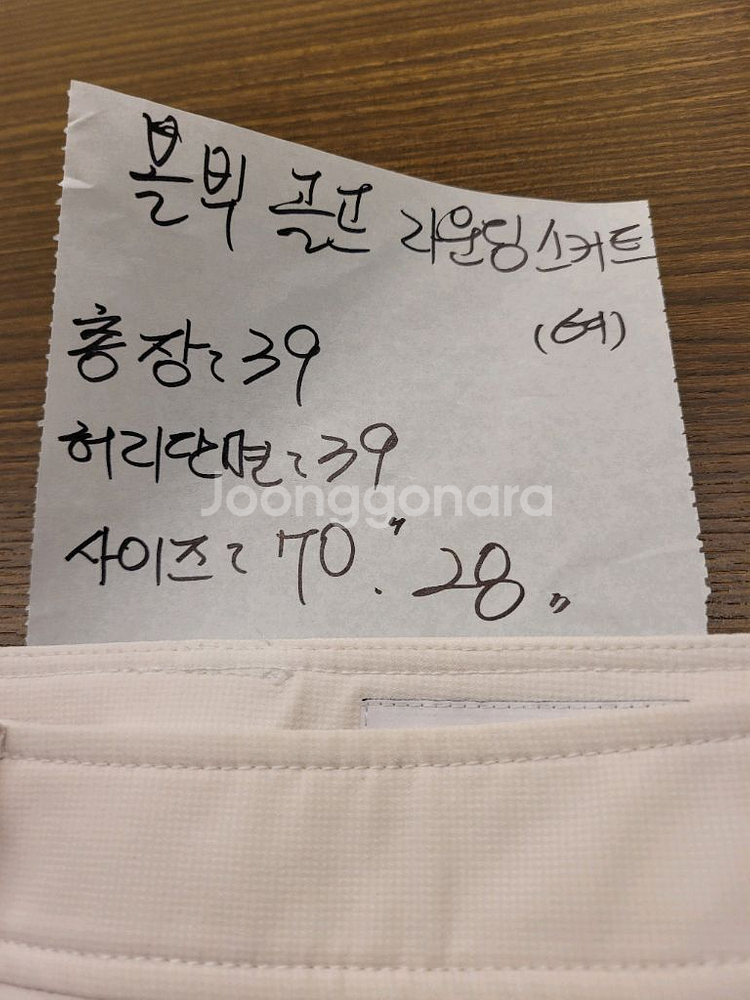 볼빅 골프 라운딩 스커트
(여)
총장: 39
허리단면: 39
Joonggonara
사이즈: 70." 28"